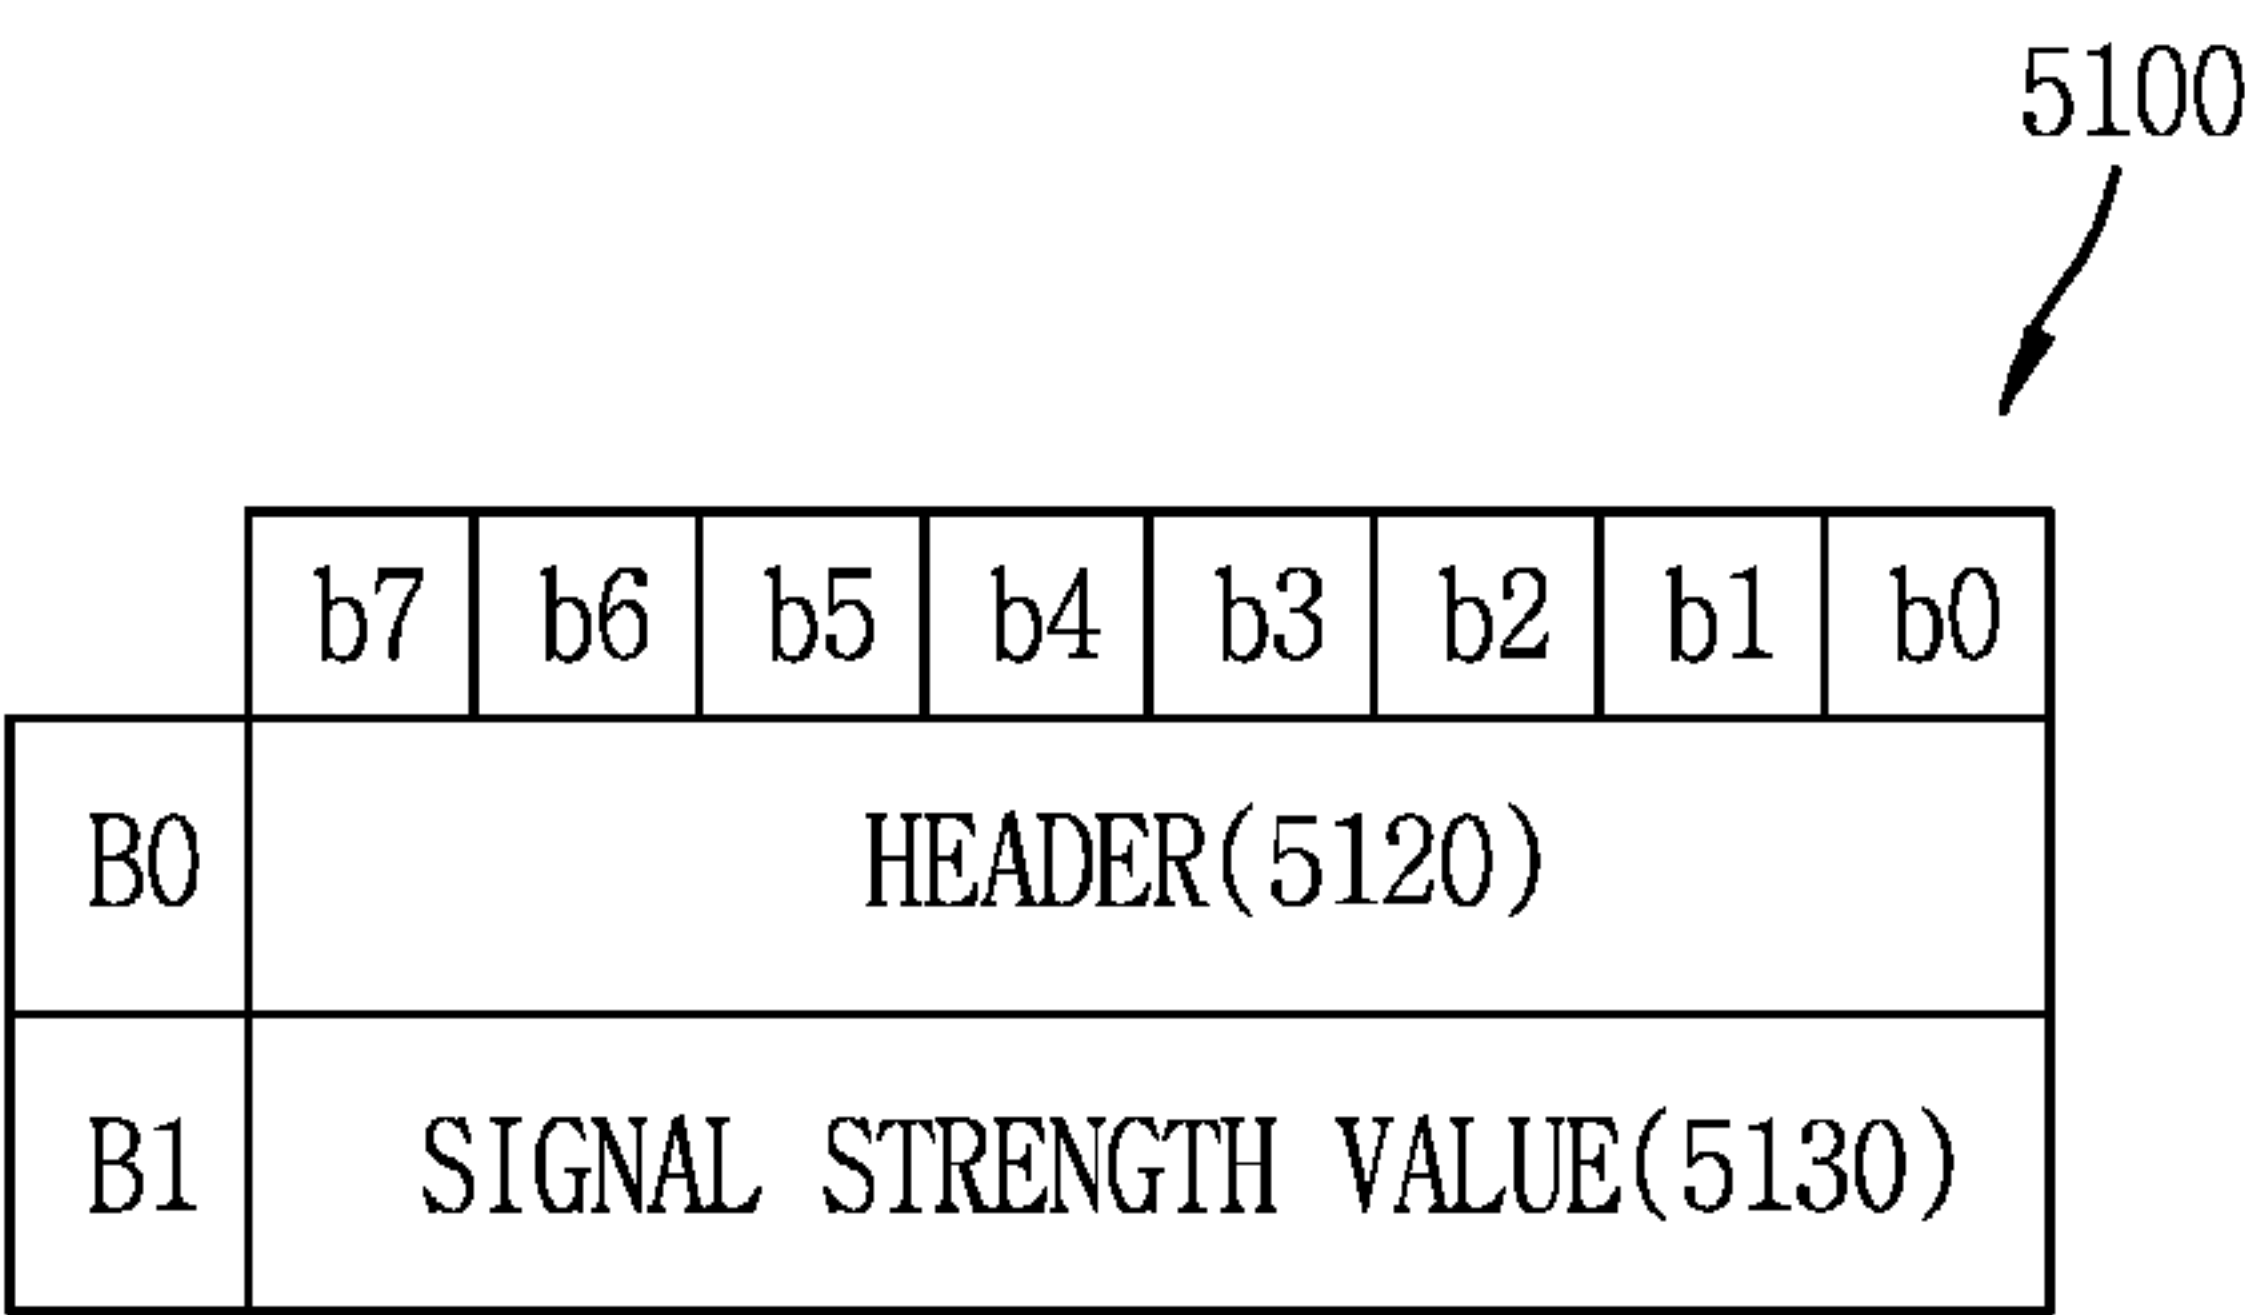 5100
b7 b6 b5 b4 b3 b2 b1 b0
B0 HEADER(5120)
B1 SIGNAL STRENGTH VALUE(5130)